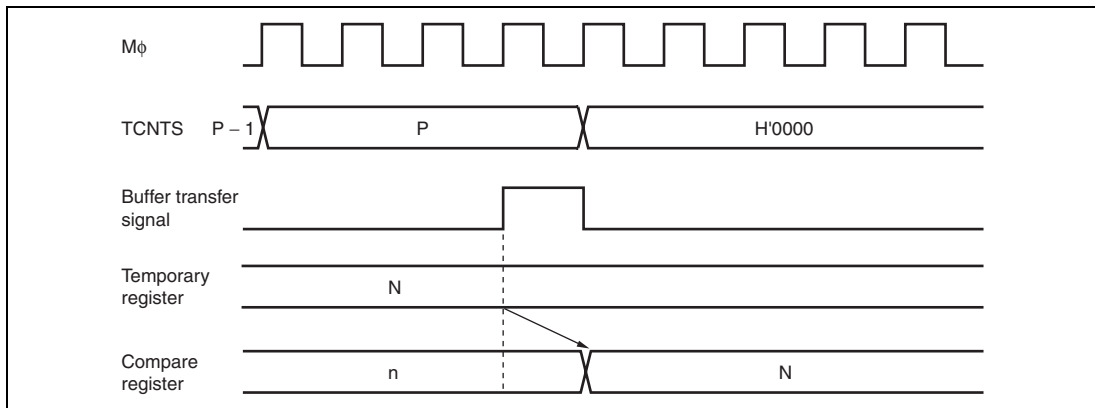 Mϕ
TCNTS P – 1 P H'0000
Buffer transfer
signal
Temporary
register
N
Compare
register
n N